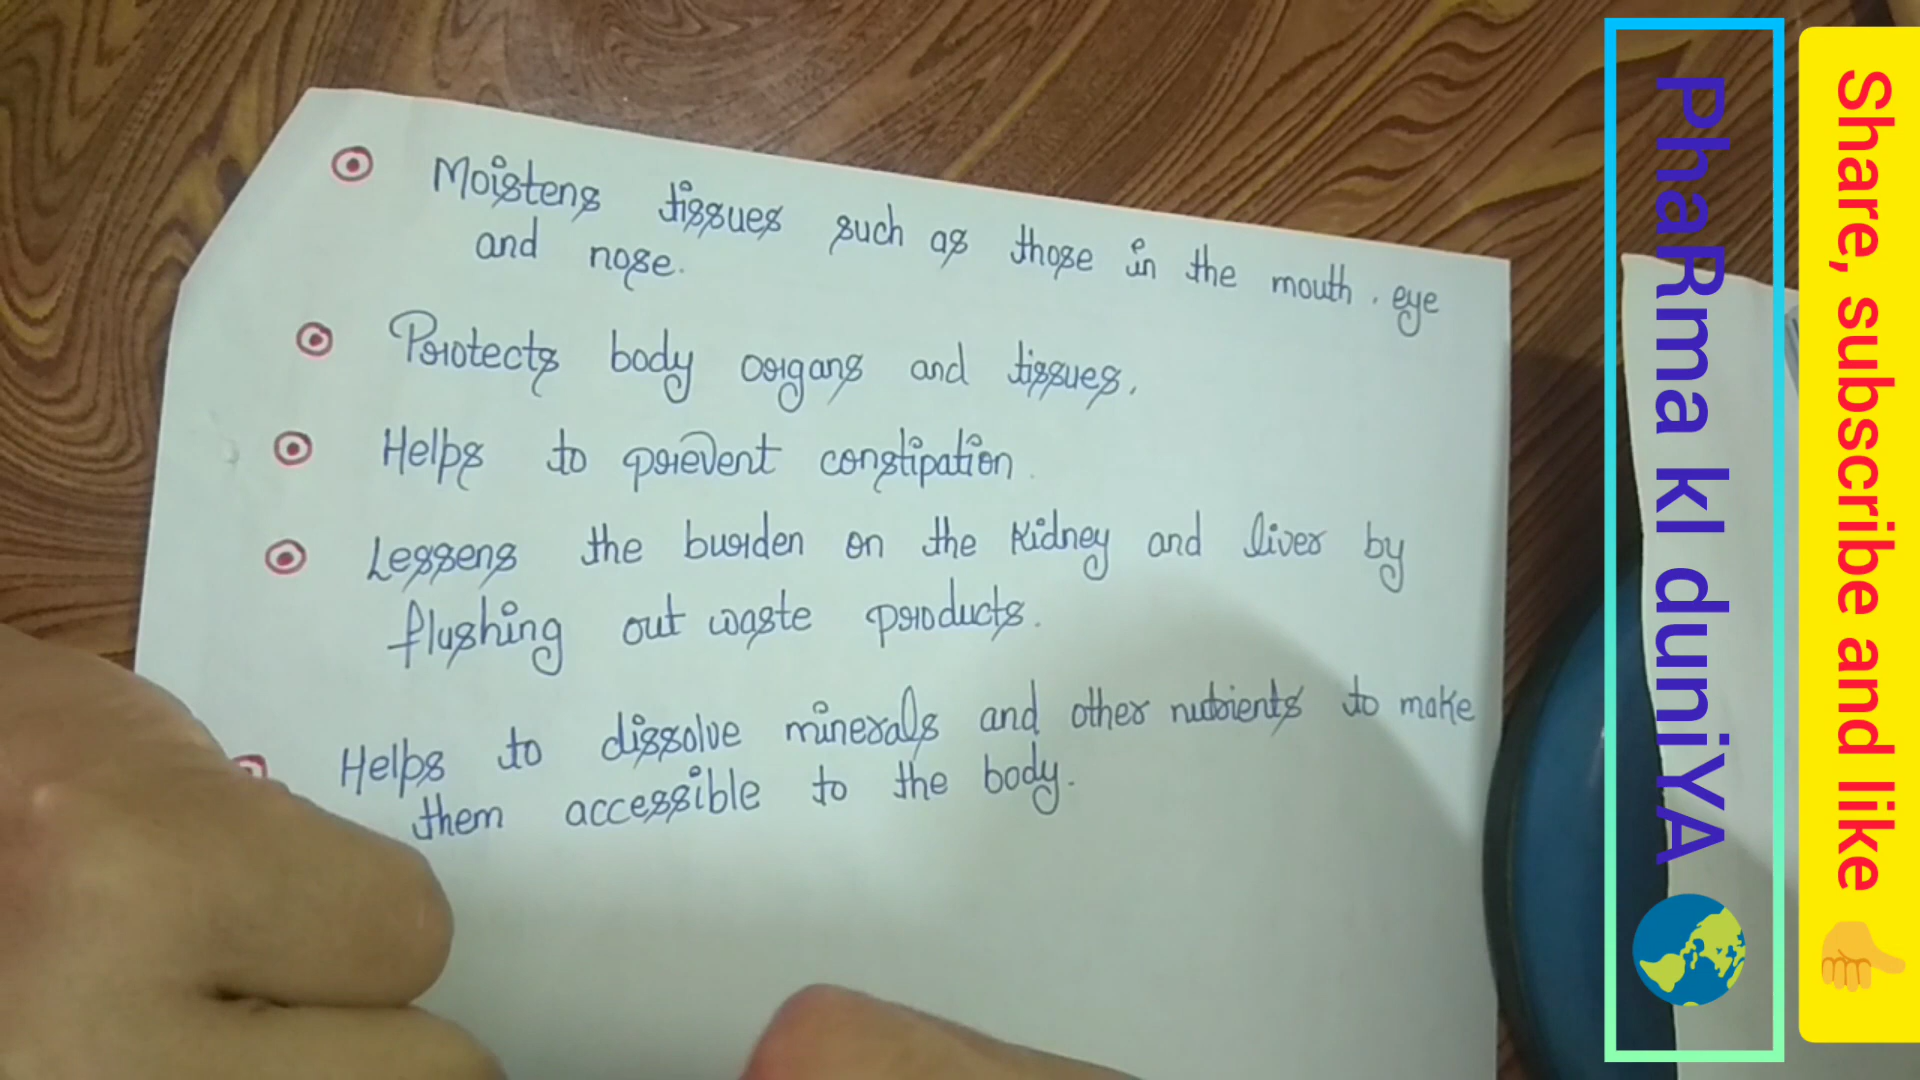 Moistens tissues such as those in the mouth. eye
and nose.
Protects body organs and tissues.
Helps to prevent constipation.
Lessens the burden on the kidney and liver by
flushing out waste products.
Helps to dissolve minerals and other nutrients to make
them accessible to the body.
PhaRma kI duniYA
Share, subscribe and like